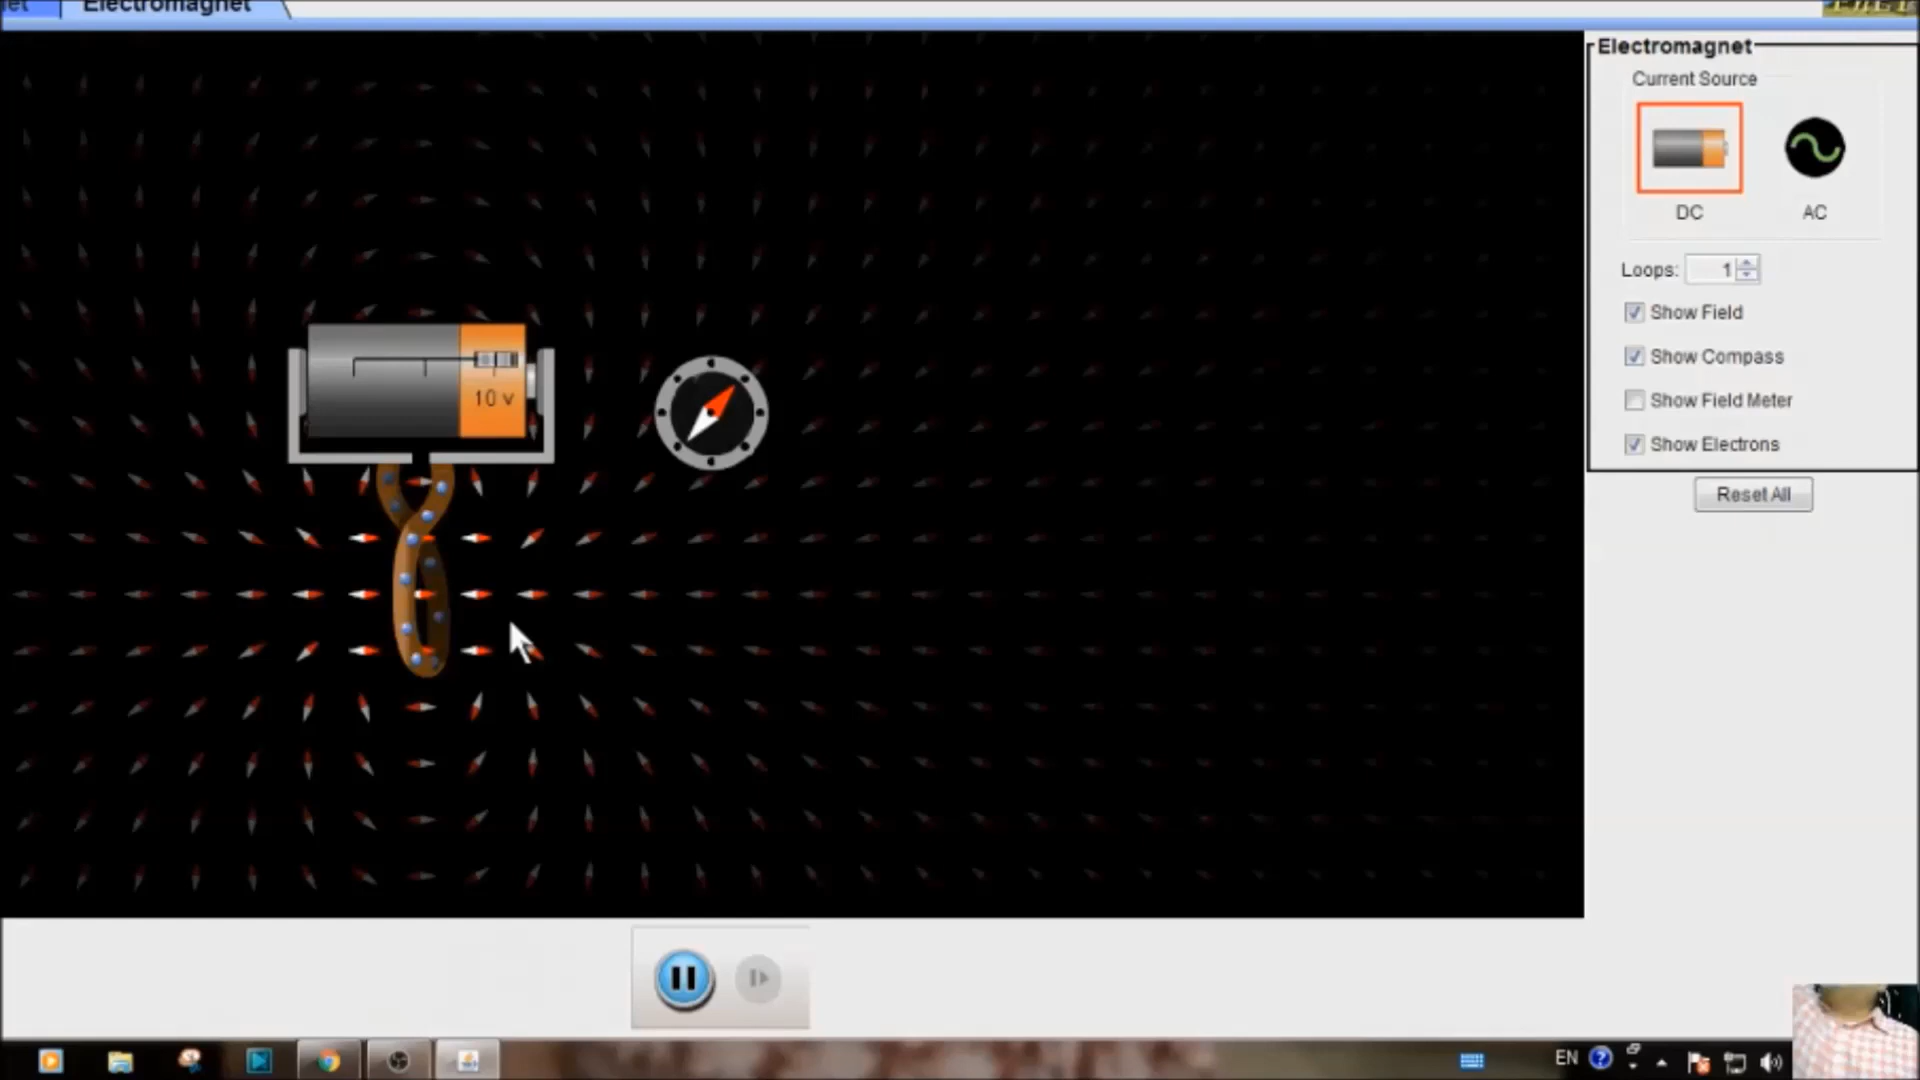 Electromagnet
Electromagnet
Current Source
DC
AC
Loops: 1
Show Field
Show Compass
Show Field Meter
Show Electrons
Reset All
10 v
EN